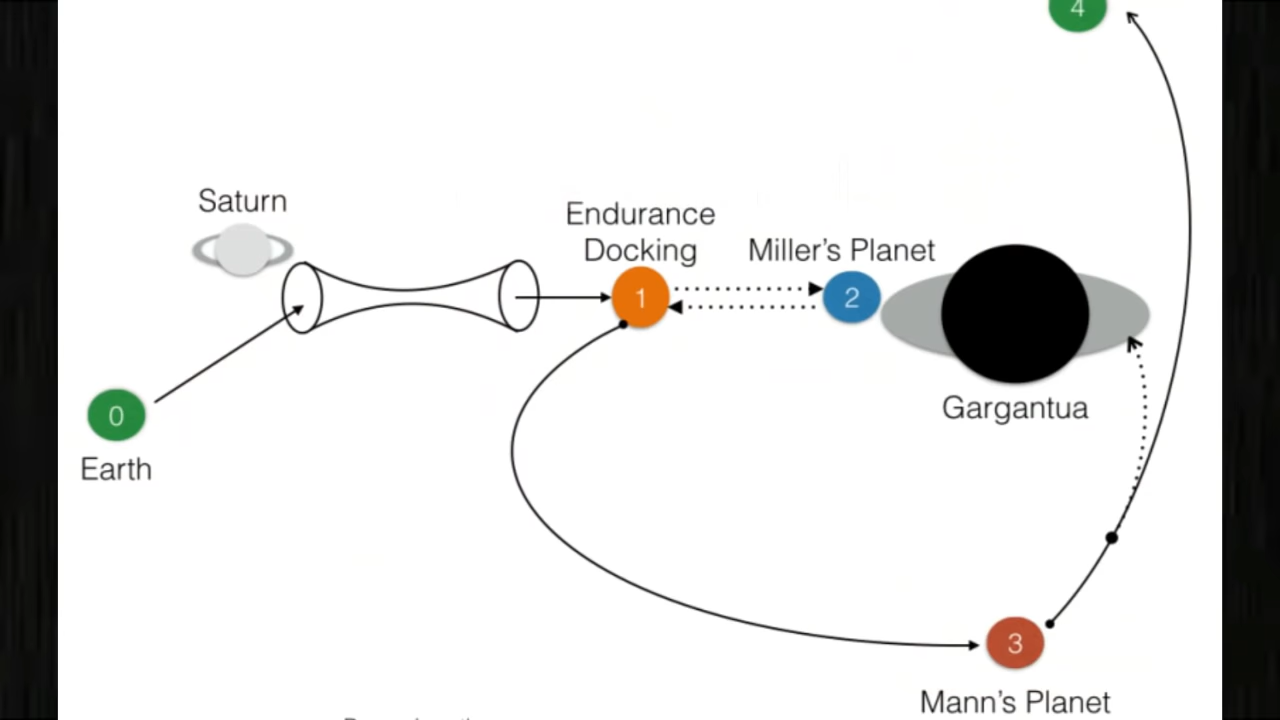 4
Saturn
Endurance
Docking
Miller's Planet
1
2
Gargantua
0
Earth
3
Mann's Planet